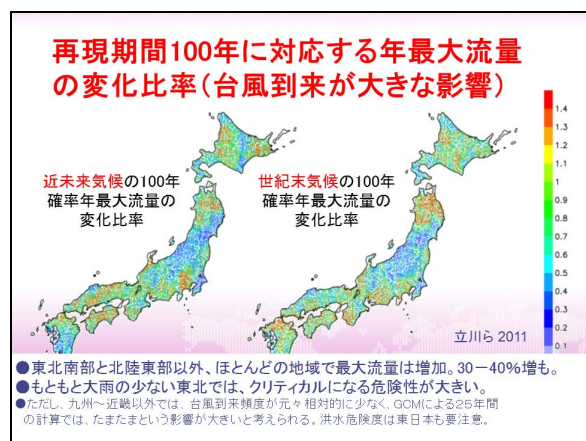 再現期間100年に対応する年最大流量
の変化比率(台風到来が大きな影響)
近未来気候の100年
確率年最大流量の
変化比率
世紀末気候の100年
確率年最大流量の
変化比率
1.4
1.3
1.2
1.1
1
0.9
0.8
0.7
0.6
0.5
0.4
0.3
0.2
0.1
立川ら 2011
●東北南部と北陸東部以外、ほとんどの地域で最大流量は増加。30-40%増も。
●もともと大雨の少ない東北では、クリティカルになる危険性が大きい。
●ただし、九州～近畿以外では、台風到来頻度が元々相対的に少なく、GCMによる25年間
の計算では、たまたまという影響が大きいと考えられる。洪水危険度は東日本も要注意。